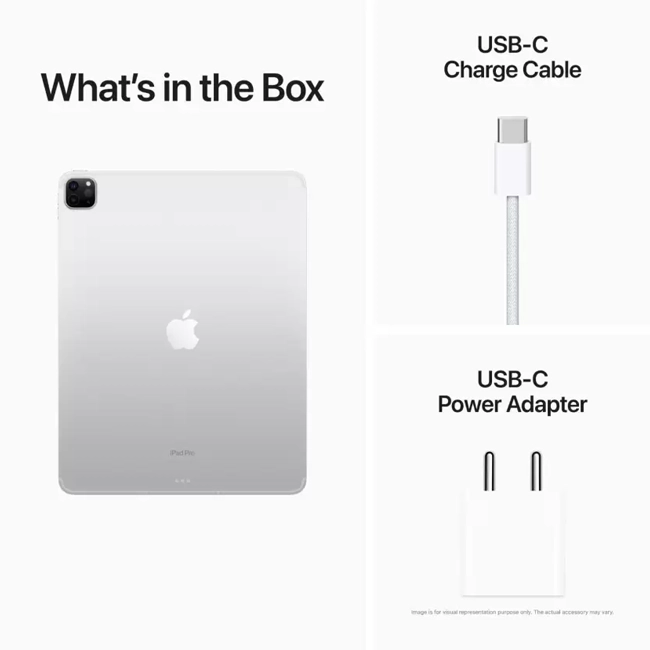 What's in the Box
iPad Pro
USB-C
Charge Cable
USB-C
Power Adapter
Image is for visual representation purpose only. The actual accessory may vary.